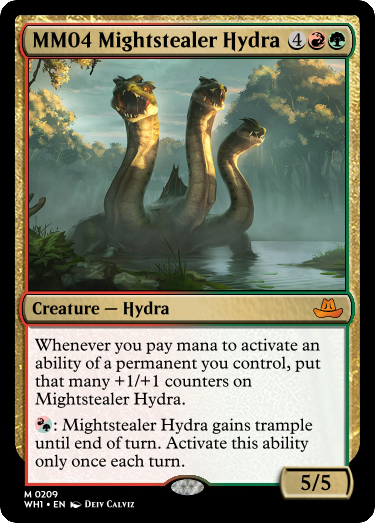 MM04 Mightstealer Hydra 4
Creature — Hydra
Whenever you pay mana to activate an
ability of a permanent you control, put
that many +1/+1 counters on
Mightstealer Hydra.
: Mightstealer Hydra gains trample
until end of turn. Activate this ability
only once each turn.
5/5
M 0209
WH1 • EN Deiv Calviz